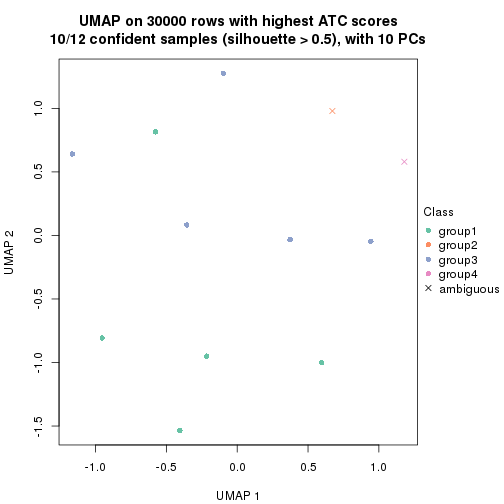 UMAP on 30000 rows with highest ATC scores
10/12 confident samples (silhouette > 0.5), with 10 PCs
1.0
0.5
0.0
-0.5
-1.0
-1.5
UMAP 2
-1.0 -0.5 0.0 0.5 1.0
UMAP 1
Class
group1
group2
group3
group4
ambiguous